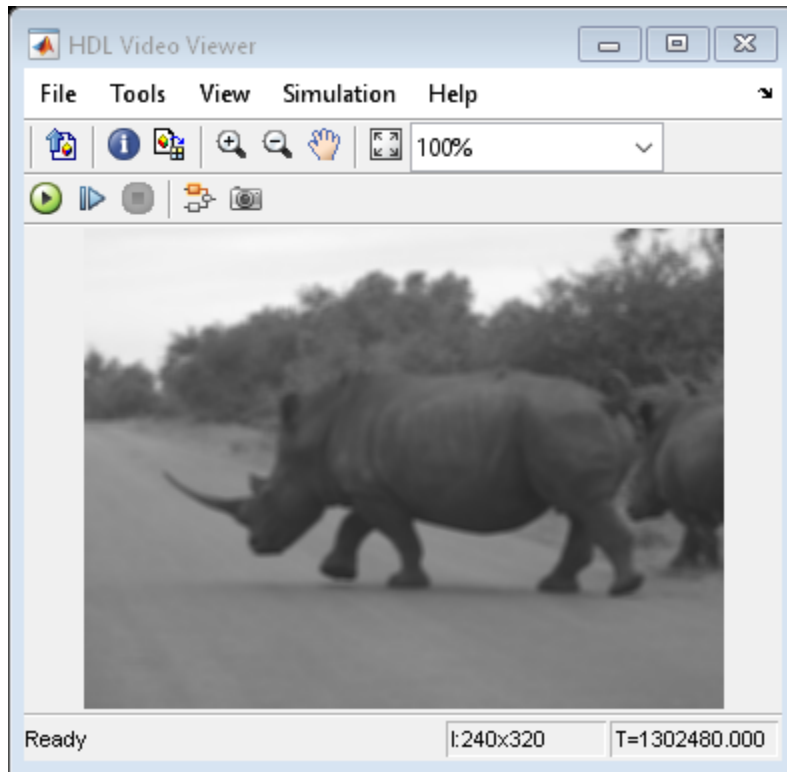 HDL Video Viewer
File Tools View Simulation Help
100%
Ready I:240x320 T=1302480.000